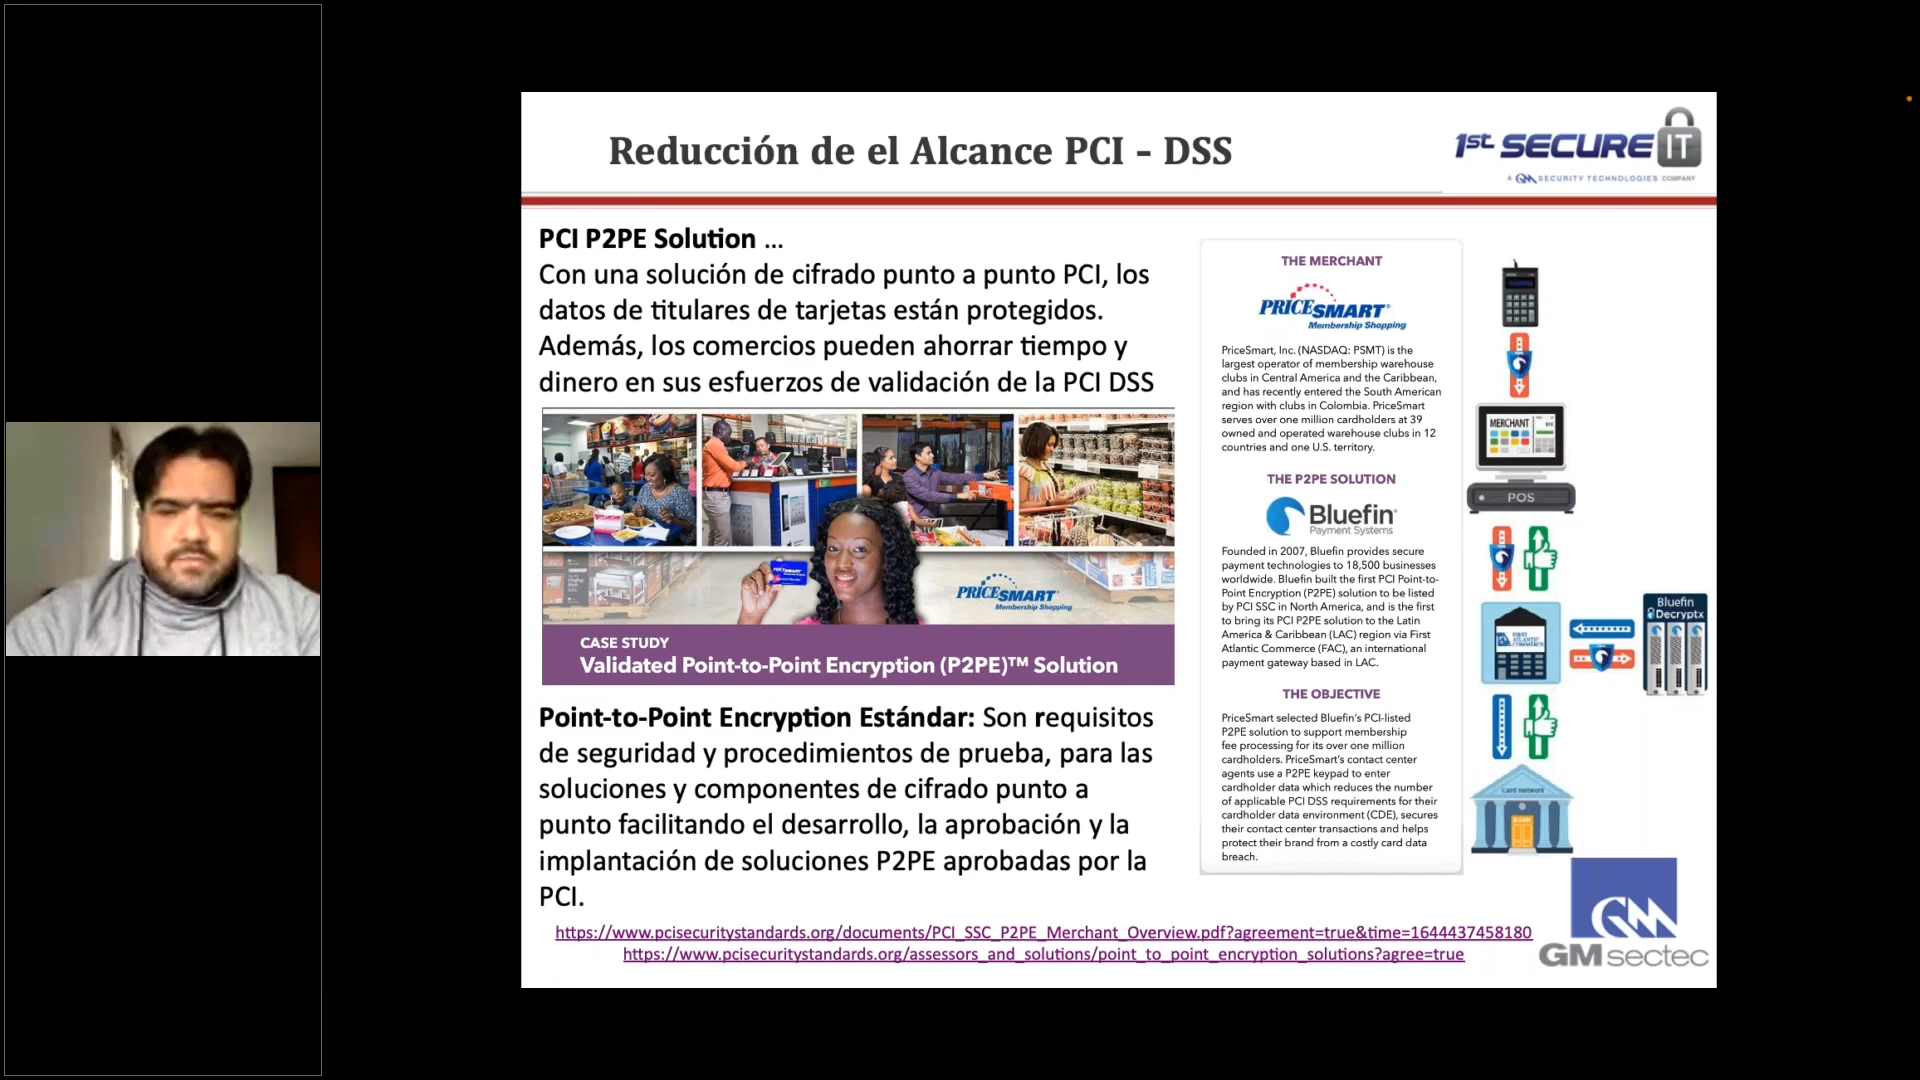 Reducción de el Alcance PCI – DSS
1st SECURE IT
A GM SECURITY TECHNOLOGIES COMPANY
PCI P2PE Solution ...
Con una solución de cifrado punto a punto PCI, los
datos de titulares de tarjetas están protegidos.
Además, los comercios pueden ahorrar tiempo y
dinero en sus esfuerzos de validación de la PCI DSS
PRICESMART
Membership Shopping
CASE STUDY
Validated Point-to-Point Encryption (P2PE)™ Solution
Point-to-Point Encryption Estándar: Son requisitos
de seguridad y procedimientos de prueba, para las
soluciones y componentes de cifrado punto a
punto facilitando el desarrollo, la aprobación y la
implantación de soluciones P2PE aprobadas por la
PCI.
THE MERCHANT
PRICESMART®
Membership Shopping
PriceSmart, Inc. (NASDAQ: PSMT) is the
largest operator of membership warehouse
clubs in Central America and the Caribbean,
and has recently entered the South American
region with clubs in Colombia. PriceSmart
serves over one million cardholders at 39
owned and operated warehouse clubs in 12
countries and one U.S. territory.
THE P2PE SOLUTION
Bluefin
Payment Systems
Founded in 2007, Bluefin provides secure
payment technologies to 18,500 businesses
worldwide. Bluefin built the first PCI Point-to-
Point Encryption (P2PE) solution to be listed
by PCI SSC in North America, and is the first
to bring its PCI P2PE solution to the Latin
America & Caribbean (LAC) region via First
Atlantic Commerce (FAC), an international
payment gateway based in LAC.
THE OBJECTIVE
PriceSmart selected Bluefin's PCI-listed
P2PE solution to support membership
fee processing for its over one million
cardholders. PriceSmart's contact center
agents use a P2PE keypad to enter
cardholder data which reduces the number
of applicable PCI DSS requirements for their
cardholder data environment (CDE), secures
their contact center transactions and helps
protect their brand from a costly card data
breach.
MERCHANT
POS
FIRST
ATLANTIC
COMMERCE
Bluefin
Decryptx
Card Network
BANK
https://www.pcisecuritystandards.org/documents/PCI_SSC_P2PE_Merchant_Overview.pdf?agreement=true&time=1644437458180
https://www.pcisecuritystandards.org/assessors_and_solutions/point_to_point_encryption_solutions?agree=true
GM sectec